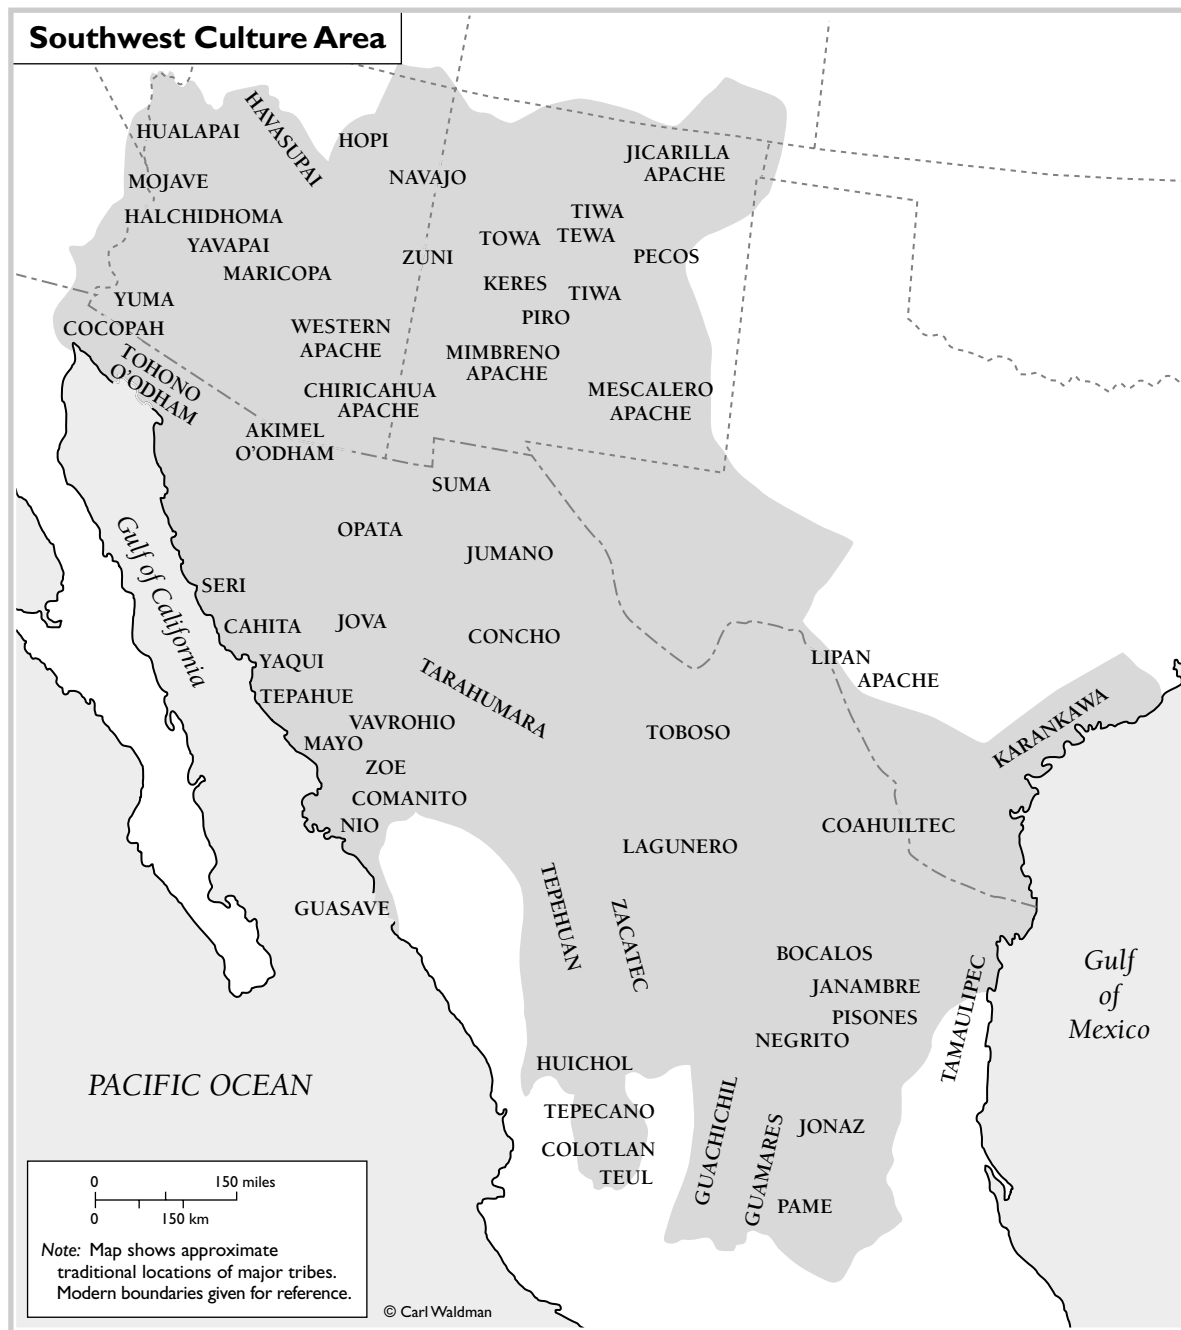 Southwest Culture Area
HUALAPAI
HAVASUPAI
HOPI
JICARILLA
APACHE
MOJAVE
NAVAJO
HALCHIDHOMA
TIWA
YAVAPAI
TOWA
TEWA
MARICOPA
ZUNI
PECOS
KERES
TIWA
YUMA
PIRO
COCOPAH
WESTERN
APACHE
TOHONO
O'ODHAM
MIMBRENO
APACHE
CHIRICAHUA
APACHE
MESCALERO
APACHE
AKIMEL
O'ODHAM
SUMA
OPATA
JUMANO
Gulf of California
SERI
CAHITA
JOVA
CONCHO
YAQUI
LIPAN
APACHE
TEPAHUE
TARAHUMARA
KARANKAWA
VAVROHIO
TOBOSO
MAYO
ZOE
COMANITO
NIO
COAHUILTEC
LAGUNERO
GUASAVE
TEPEHUAN
ZACATEC
BOCALOS
JANAMBRE
PISONES
NEGRITO
TAMAULIPEC
Gulf
of
Mexico
HUICHOL
PACIFIC OCEAN
TEPECANO
COLOTLAN
TEUL
GUACHICHIL
GUAMARES
JONAZ
PAME
0 150 miles
0 150 km
Note: Map shows approximate
traditional locations of major tribes.
Modern boundaries given for reference.
© Carl Waldman